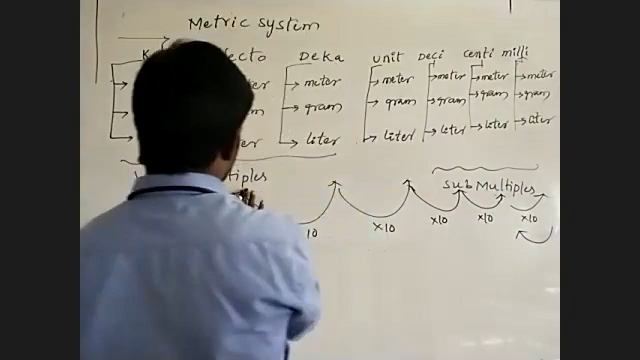 Metric system
Deka unit Deci centi milli
meter meter meter meter meter
gram gram gram gram gram
liter liter liter liter liter
sub Multiples
10 ×10 ×10 ×10 ×10